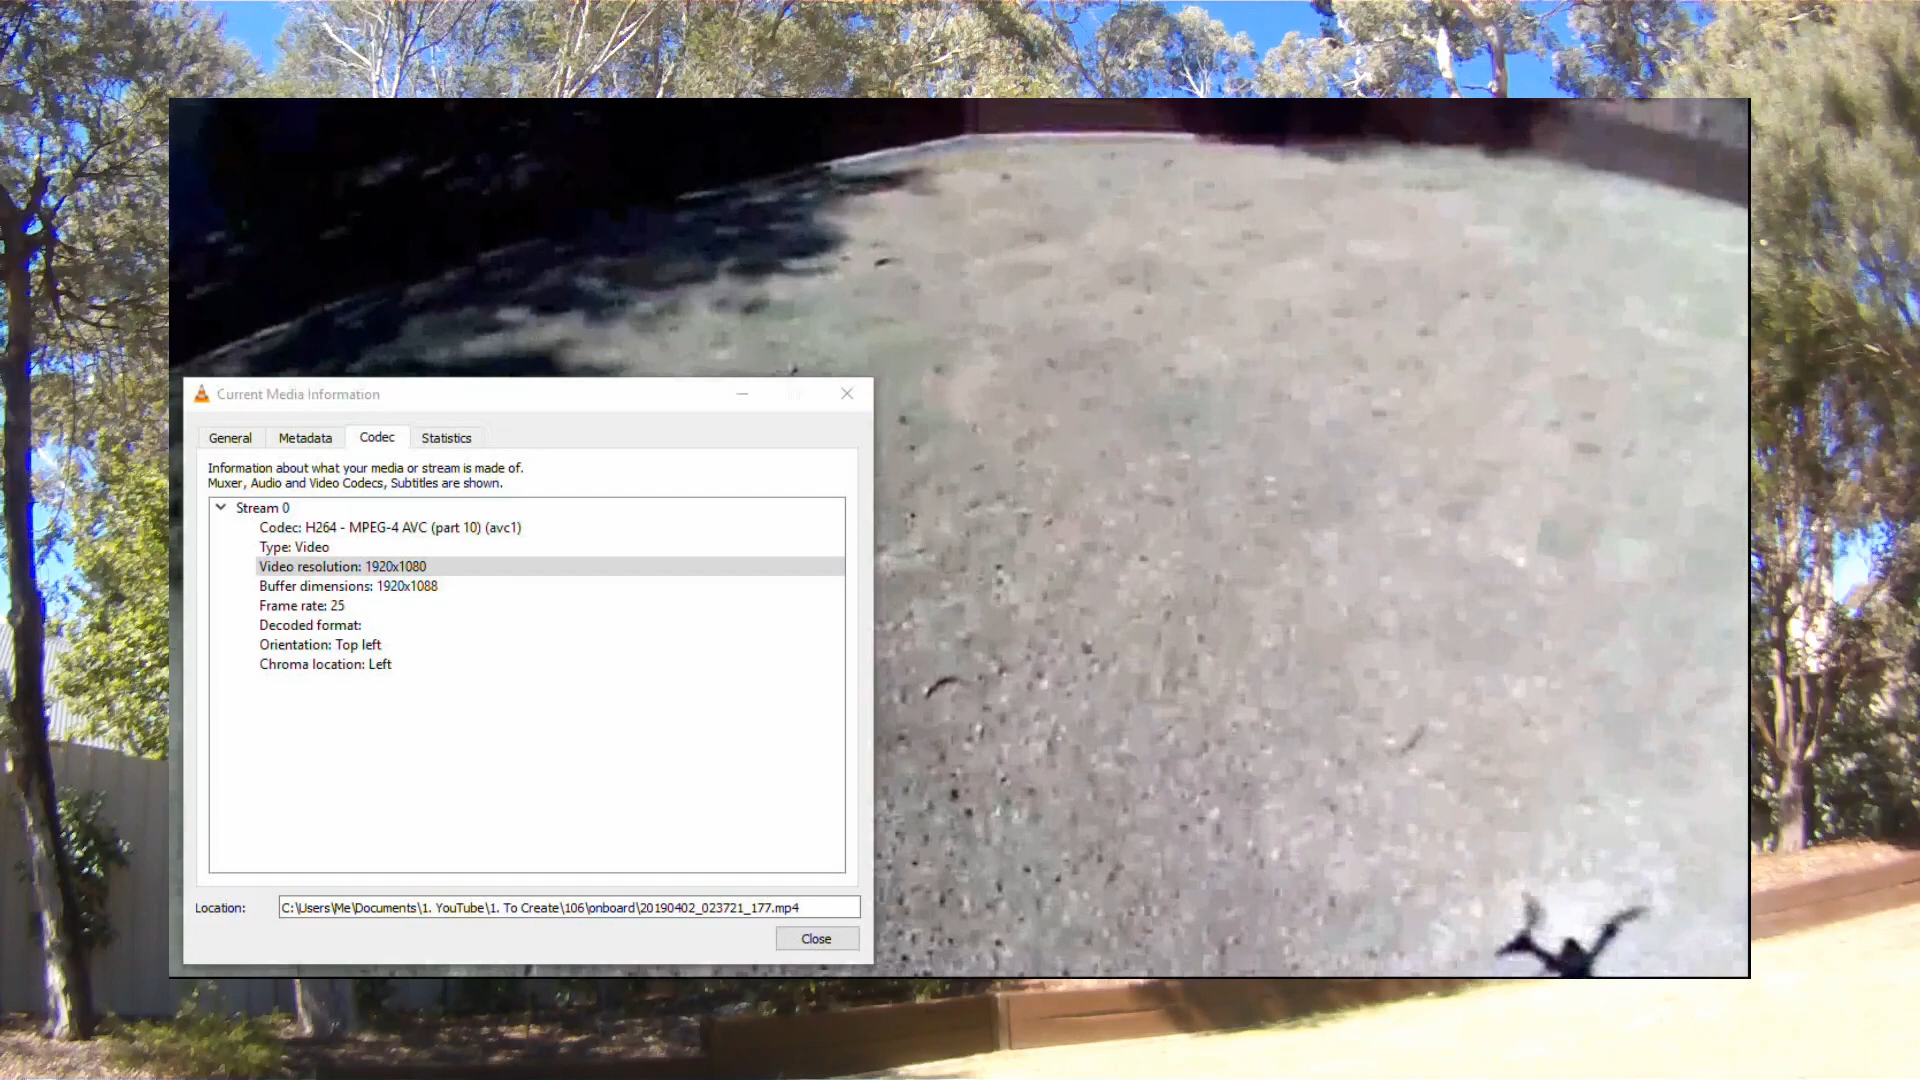 Current Media Information
General Metadata Codec Statistics
Information about what your media or stream is made of.
Muxer, Audio and Video Codecs, Subtitles are shown.
Stream 0
Codec: H264 - MPEG-4 AVC (part 10) (avc1)
Type: Video
Video resolution: 1920x1080
Buffer dimensions: 1920x1088
Frame rate: 25
Decoded format:
Orientation: Top left
Chroma location: Left
Location: C:\Users\Me\Documents\1. YouTube\1. To Create\106\onboard\20190402_023721_177.mp4
Close